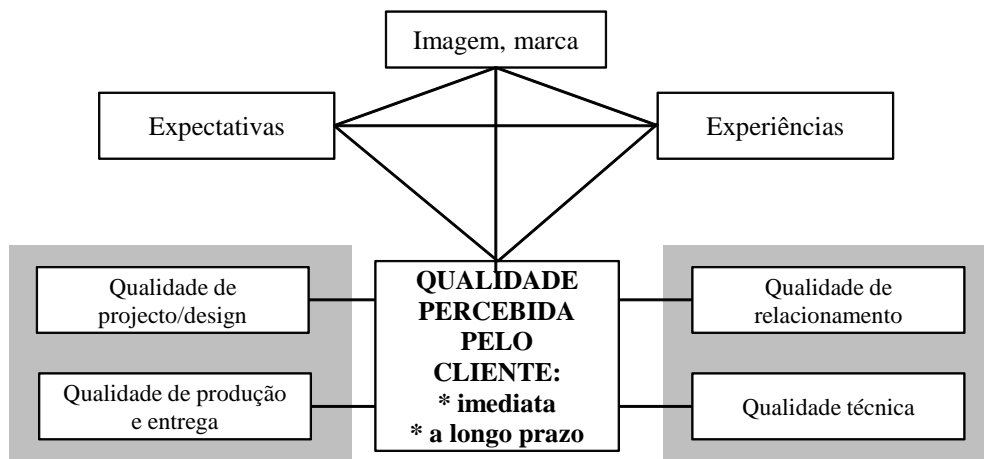 Imagem, marca
Expectativas
Experiências
Qualidade de
projecto/design
QUALIDADE
PERCEBIDA
PELO
CLIENTE:
* imediata
* a longo prazo
Qualidade de
relacionamento
Qualidade de produção
e entrega
Qualidade técnica